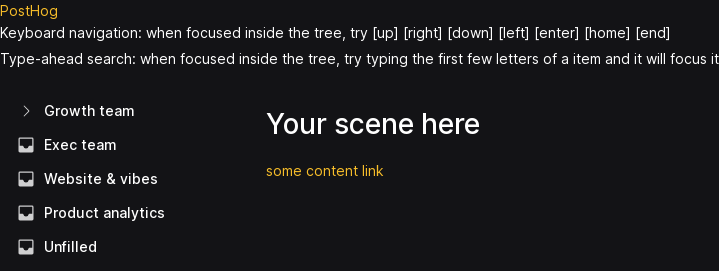 PostHog
Keyboard navigation: when focused inside the tree, try [up] [right] [down] [left] [enter] [home] [end]
Type-ahead search: when focused inside the tree, try typing the first few letters of a item and it will focus it
Growth team
Exec team
Website & vibes
Product analytics
Unfilled
Your scene here
some content link